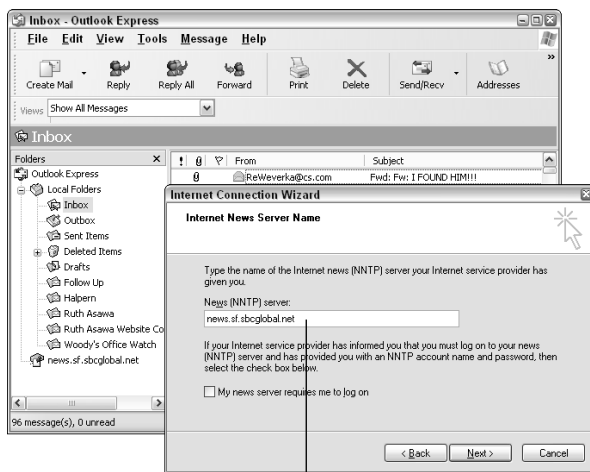 Inbox - Outlook Express
File Edit View Tools Message Help
Create Mail Reply Reply All Forward Print Delete Send/Recv Addresses »
Views Show All Messages
Inbox
Folders X
! From Subject
Outlook Express
ReWeverka@cs.com Fwd: Fw: I FOUND HIM!!!
Local Folders
Inbox
Outbox
Sent Items
Deleted Items
Drafts
Follow Up
Halpern
Ruth Asawa
Ruth Asawa Website Co
Woody's Office Watch
news.sf.sbcglobal.net
96 message(s), 0 unread
Internet Connection Wizard
Internet News Server Name
Type the name of the Internet news (NNTP) server your Internet service provider has
given you.
News (NNTP) server:
news.sf.sbcglobal.net
If your Internet service provider has informed you that you must log on to your news
(NNTP) server and has provided you with an NNTP account name and password, then
select the check box below.
My news server requires me to log on
< Back Next > Cancel